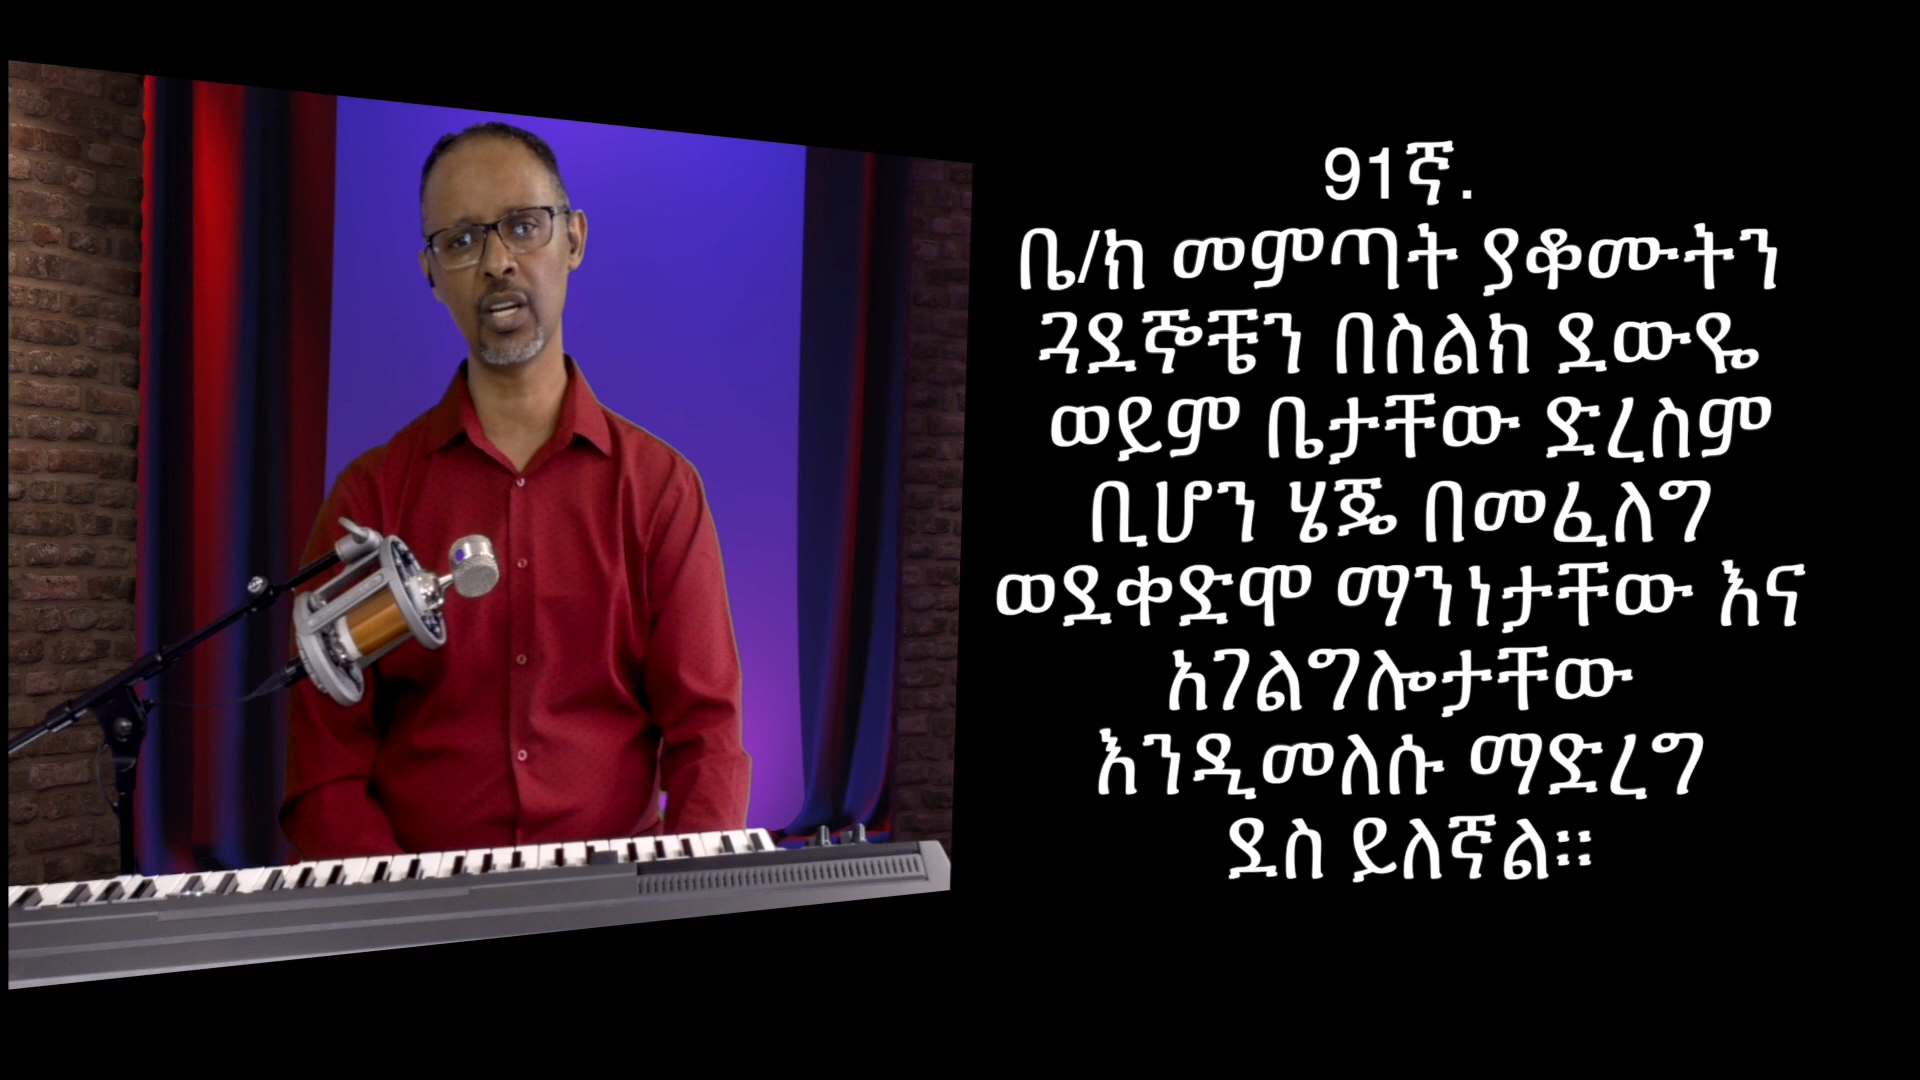 91ኛ.
ቤ/ክ መምጣት ያቆሙትን
ጓደኞቼን በስልክ ደውዬ
ወይም ቤታቸው ድረስም
ቢሆን ሄጄ በመፈለግ
ወደቀድሞ ማንነታቸው እና
አገልግሎታቸው
እንዲመለሱ ማድረግ
ደስ ይለኛል፡፡